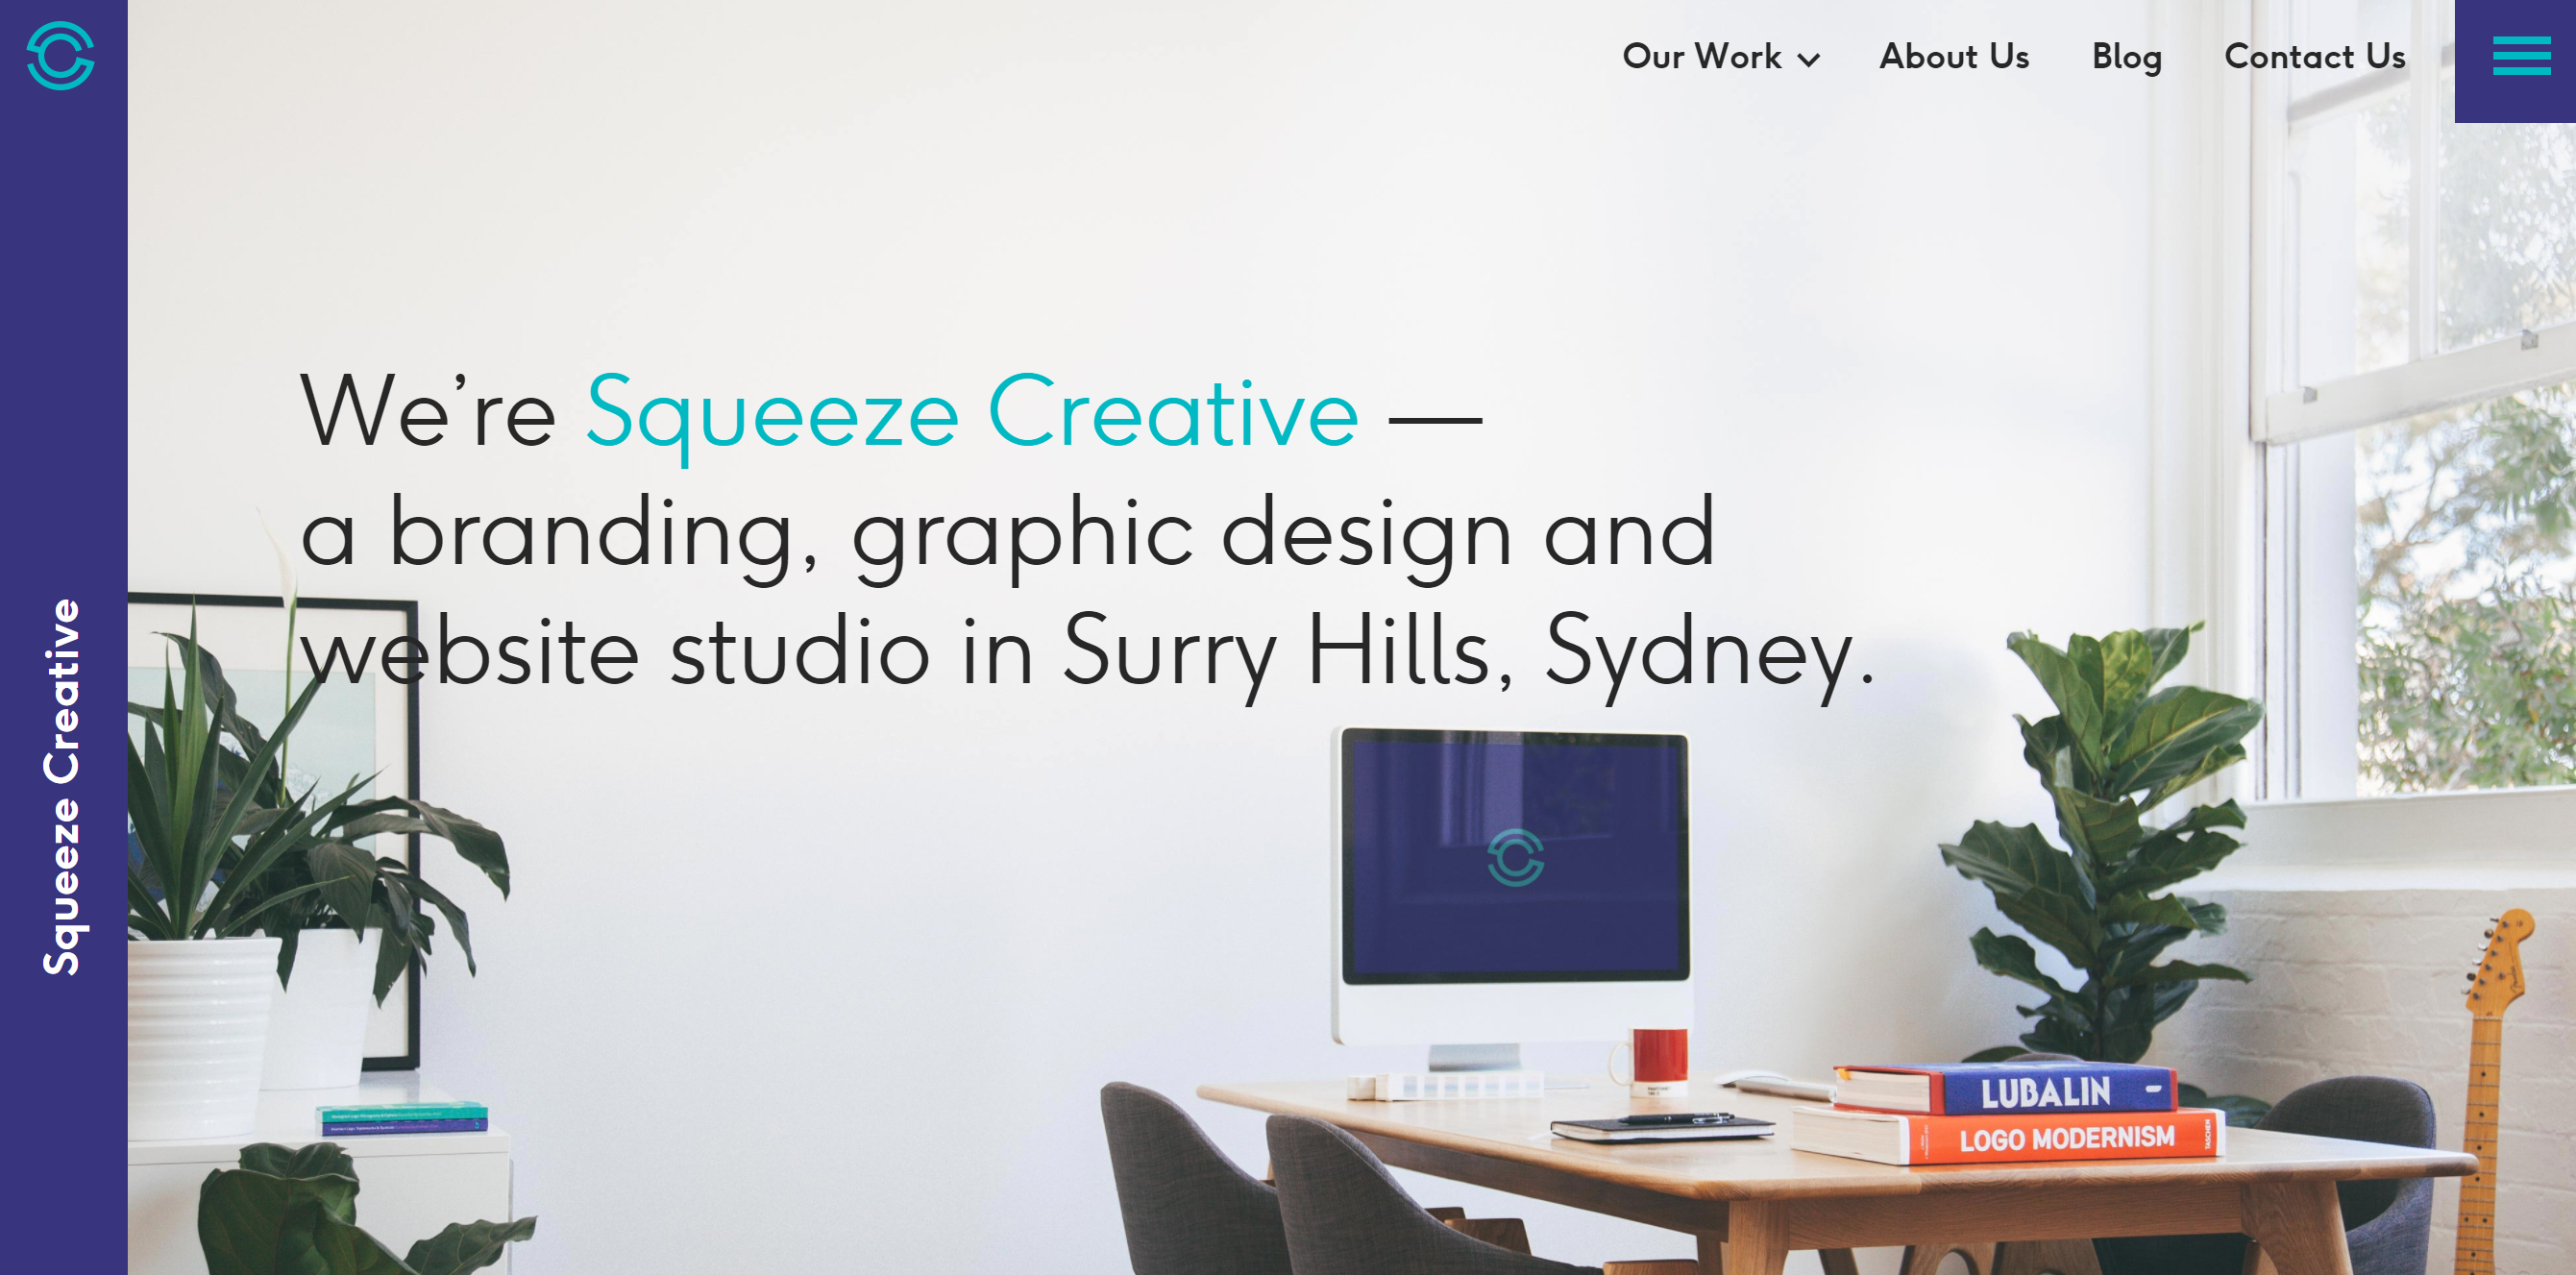 Our Work
About Us
Blog
Contact Us
We’re Squeeze Creative —
a branding, graphic design and
website studio in Surry Hills, Sydney.
Squeeze Creative
LUBALIN
LOGO MODERNISM
TASCHEN